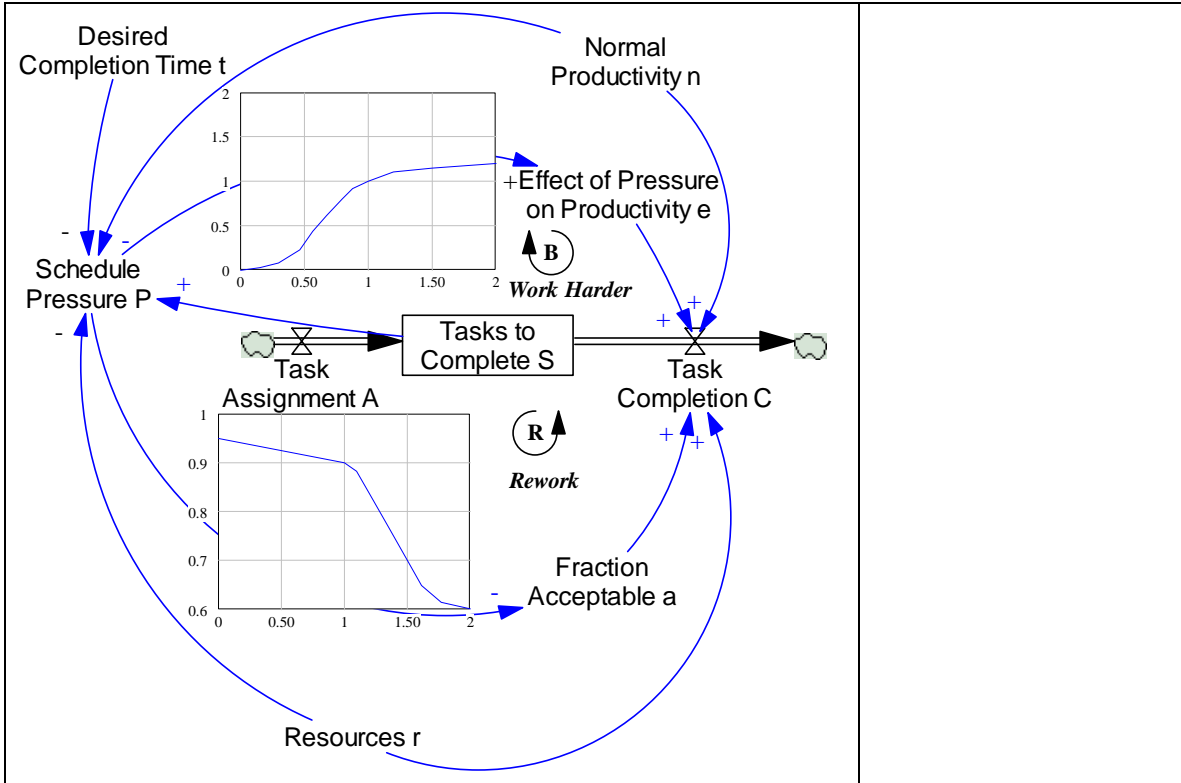 Desired
Completion Time t
Normal
Productivity n
2
1.5
1
0.5
0
0
0.50
1
1.50
2
+Effect of Pressure
on Productivity e
-
-
B
Work Harder
Schedule
Pressure P
+
-
+
+
Tasks to
Complete S
Task
Assignment A
Task
Completion C
1
0.9
0.8
0.7
0.6
0
0.50
1
1.50
2
R
Rework
+
+
Fraction
Acceptable a
-
Resources r